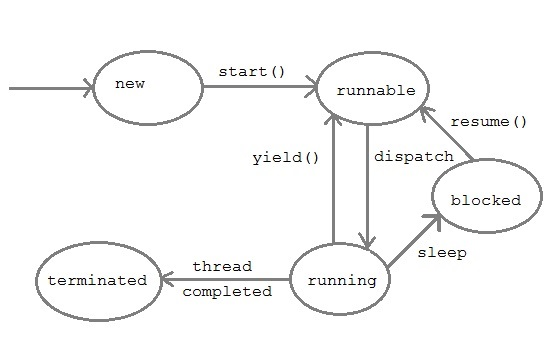 new
start()
runnable
resume()
yield()
dispatch
blocked
sleep
thread
completed
terminated
running